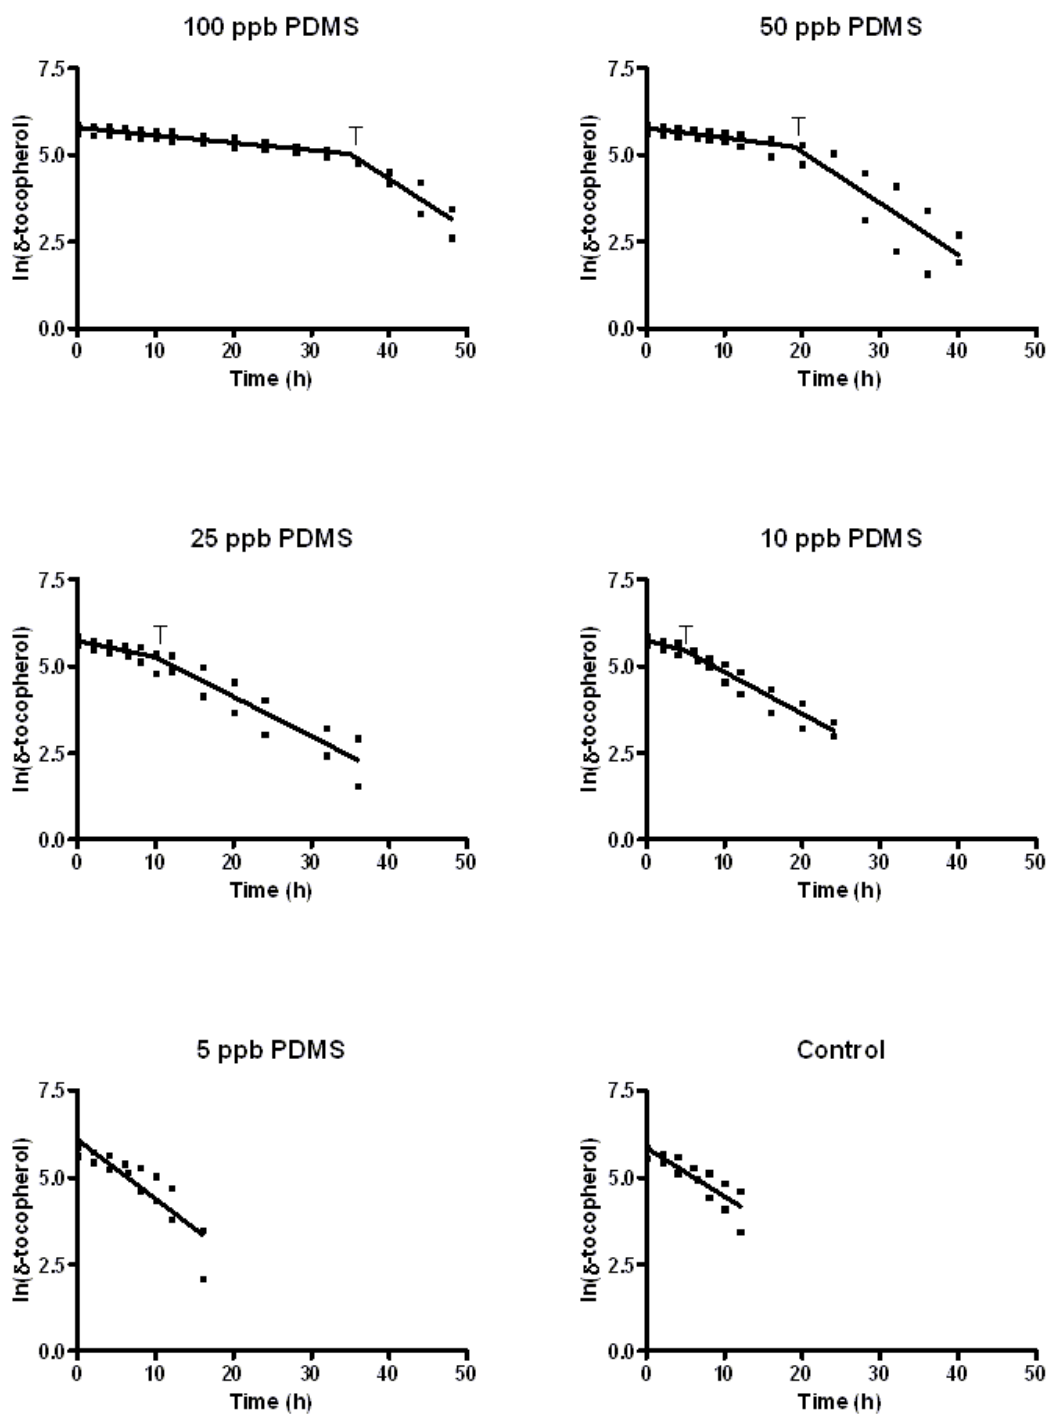 100 ppb PDMS
7.5
5.0
2.5
0.0
ln(δ-tocopherol)
T
0 10 20 30 40 50
Time (h)
50 ppb PDMS
7.5
5.0
2.5
0.0
ln(δ-tocopherol)
T
0 10 20 30 40 50
Time (h)
25 ppb PDMS
7.5
5.0
2.5
0.0
ln(δ-tocopherol)
T
0 10 20 30 40 50
Time (h)
10 ppb PDMS
7.5
5.0
2.5
0.0
ln(δ-tocopherol)
T
0 10 20 30 40 50
Time (h)
5 ppb PDMS
7.5
5.0
2.5
0.0
ln(δ-tocopherol)
0 10 20 30 40 50
Time (h)
Control
7.5
5.0
2.5
0.0
ln(δ-tocopherol)
0 10 20 30 40 50
Time (h)